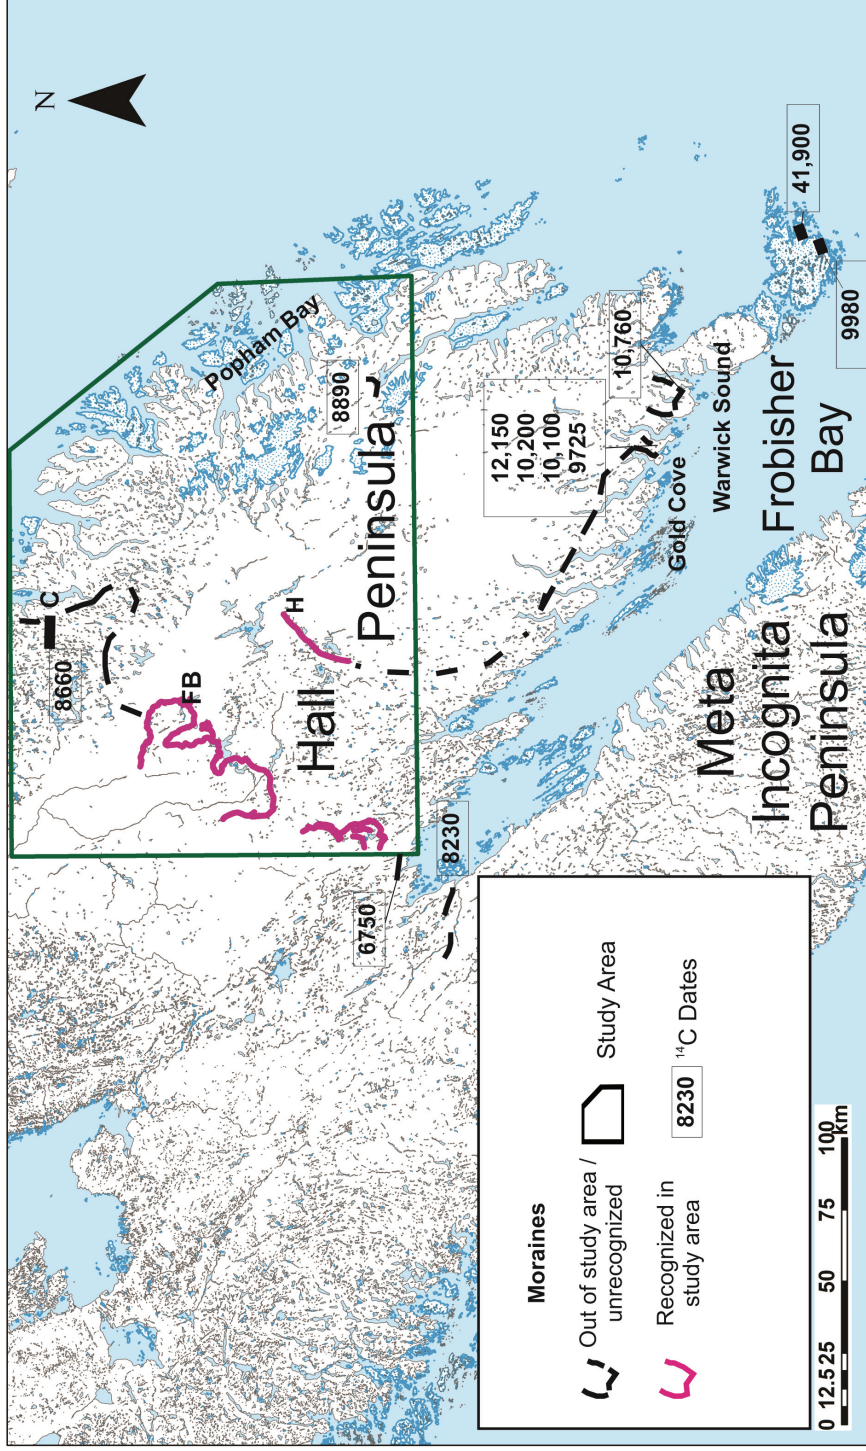 N
C
8660
FB
H
Popham Bay
8890
Hall
Peninsula
6750
8230
12,150
10,200
10,100
9725
10,760
Gold Cove
Warwick Sound
Frobisher
Bay
41,900
9980
Meta
Incognita
Peninsula
Moraines
Out of study area /
unrecognized
Recognized in
study area
Study Area
8230 ¹⁴C Dates
0 12.5 25 50 75 100
km